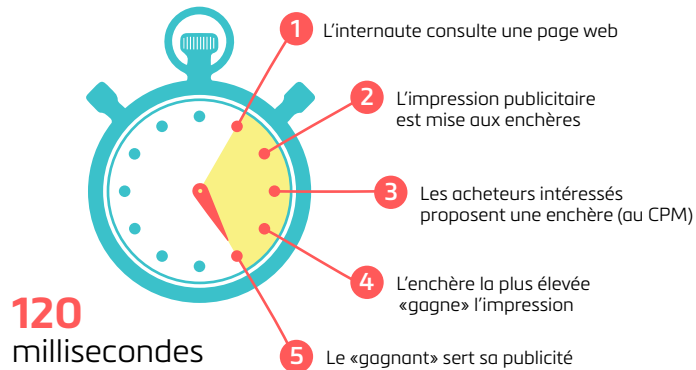 1 L’internaute consulte une page web
2 L’impression publicitaire
est mise aux enchères
3 Les acheteurs intéressés
proposent une enchère (au CPM)
4 L’enchère la plus élevée
«gagne» l’impression
120
millisecondes
5 Le «gagnant» sert sa publicité